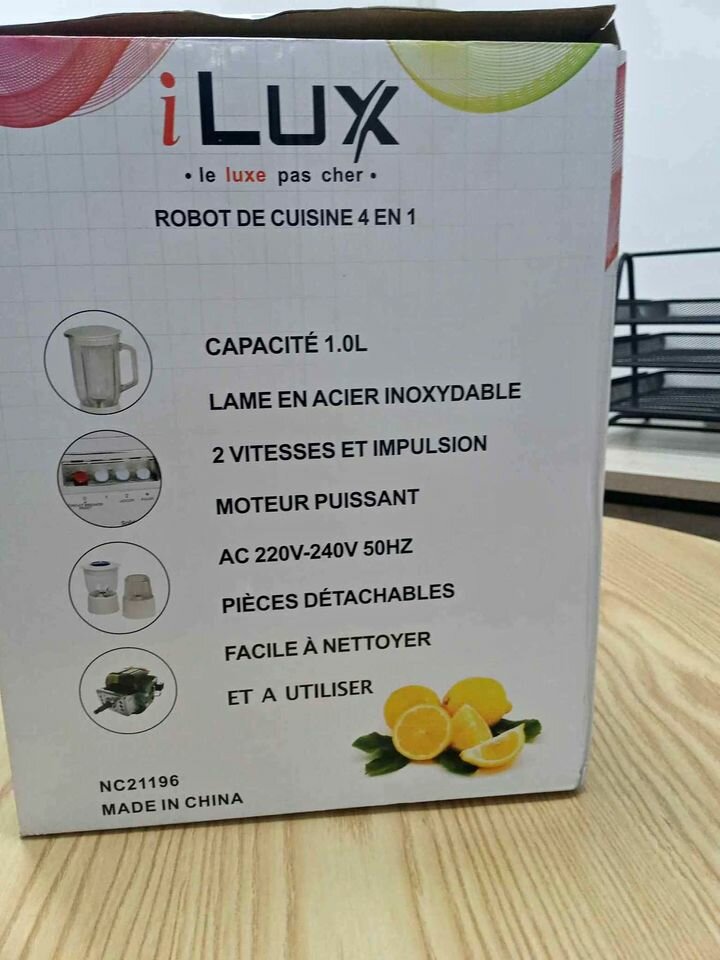 iLUX
• le luxe pas cher •
ROBOT DE CUISINE 4 EN 1
CAPACITÉ 1.0L
LAME EN ACIER INOXYDABLE
2 VITESSES ET IMPULSION
MOTEUR PUISSANT
AC 220V-240V 50HZ
PIÈCES DÉTACHABLES
FACILE À NETTOYER
ET A UTILISER
NC21196
MADE IN CHINA